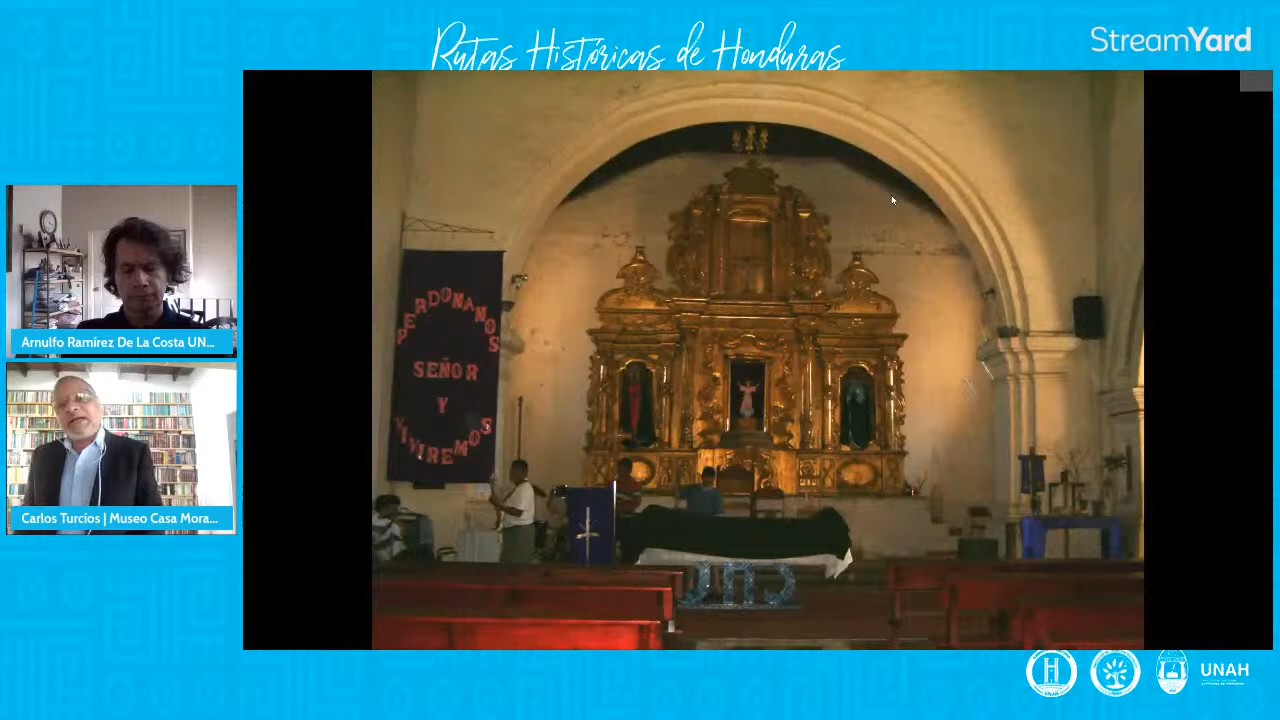 Rutas Históricas de Honduras
StreamYard
PERDONANOS
SEÑOR
Y
VIVIREMOS
Arnulfo Ramírez De La Costa UN...
Carlos Turcios | Museo Casa Mora...
UNAH